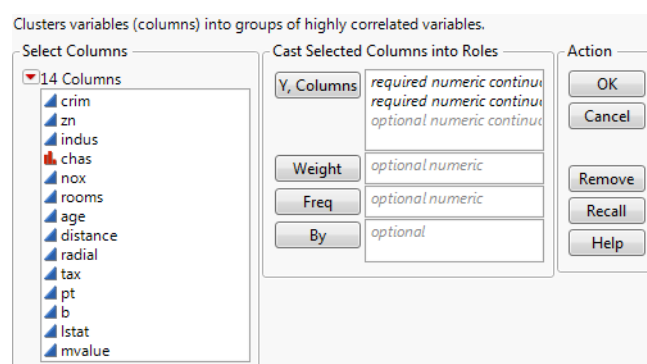 Clusters variables (columns) into groups of highly correlated variables.
Select Columns
14 Columns
crim
zn
indus
chas
nox
rooms
age
distance
radial
tax
pt
b
lstat
mvalue
Cast Selected Columns into Roles
Y, Columns
required numeric continu
required numeric continu
optional numeric continu
Weight
optional numeric
Freq
optional numeric
By
optional
Action
OK
Cancel
Remove
Recall
Help